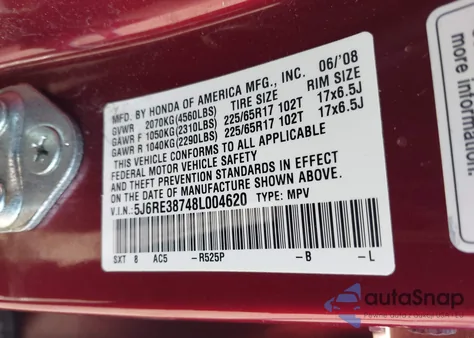 MFD. BY HONDA OF AMERICA MFG., INC. 06/'08
GVWR 2070KG(4560LBS) TIRE SIZE RIM SIZE
GAWR F 1050KG(2310LBS) 225/65R17 102T 17x6.5J
GAWR R 1040KG(2290LBS) 225/65R17 102T 17x6.5J
THIS VEHICLE CONFORMS TO ALL APPLICABLE
FEDERAL MOTOR VEHICLE SAFETY
AND THEFT PREVENTION STANDARDS IN EFFECT
ON THE DATE OF MANUFACTURE SHOWN ABOVE.
V.I.N.: 5J6RE38748L004620 TYPE: MPV
SXT 8 AC5 -R525P -B -L
autoSnap